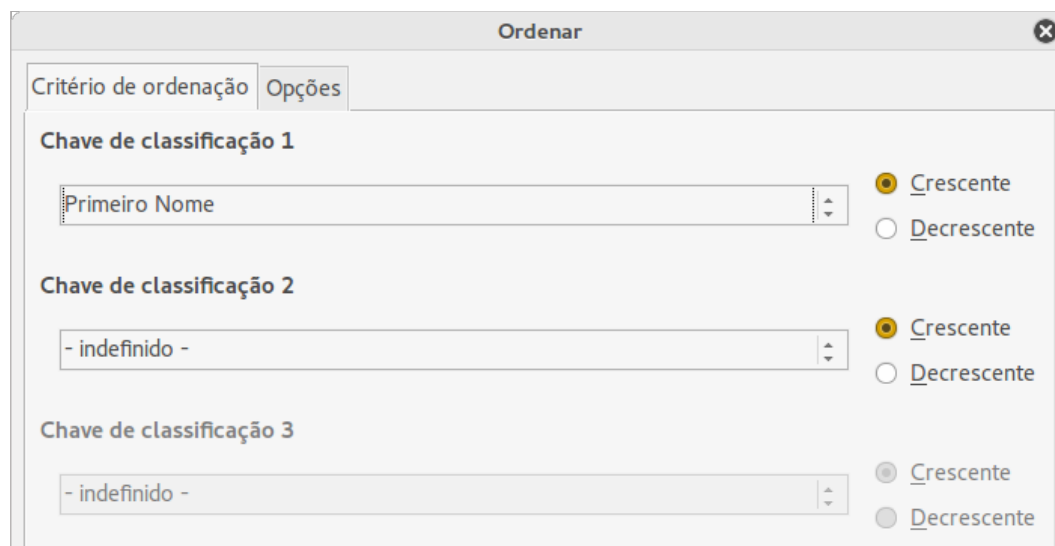 Ordenar
Critério de ordenação Opções
Chave de classificação 1
Primeiro Nome
Crescente
Decrescente
Chave de classificação 2
- indefinido -
Crescente
Decrescente
Chave de classificação 3
- indefinido -
Crescente
Decrescente